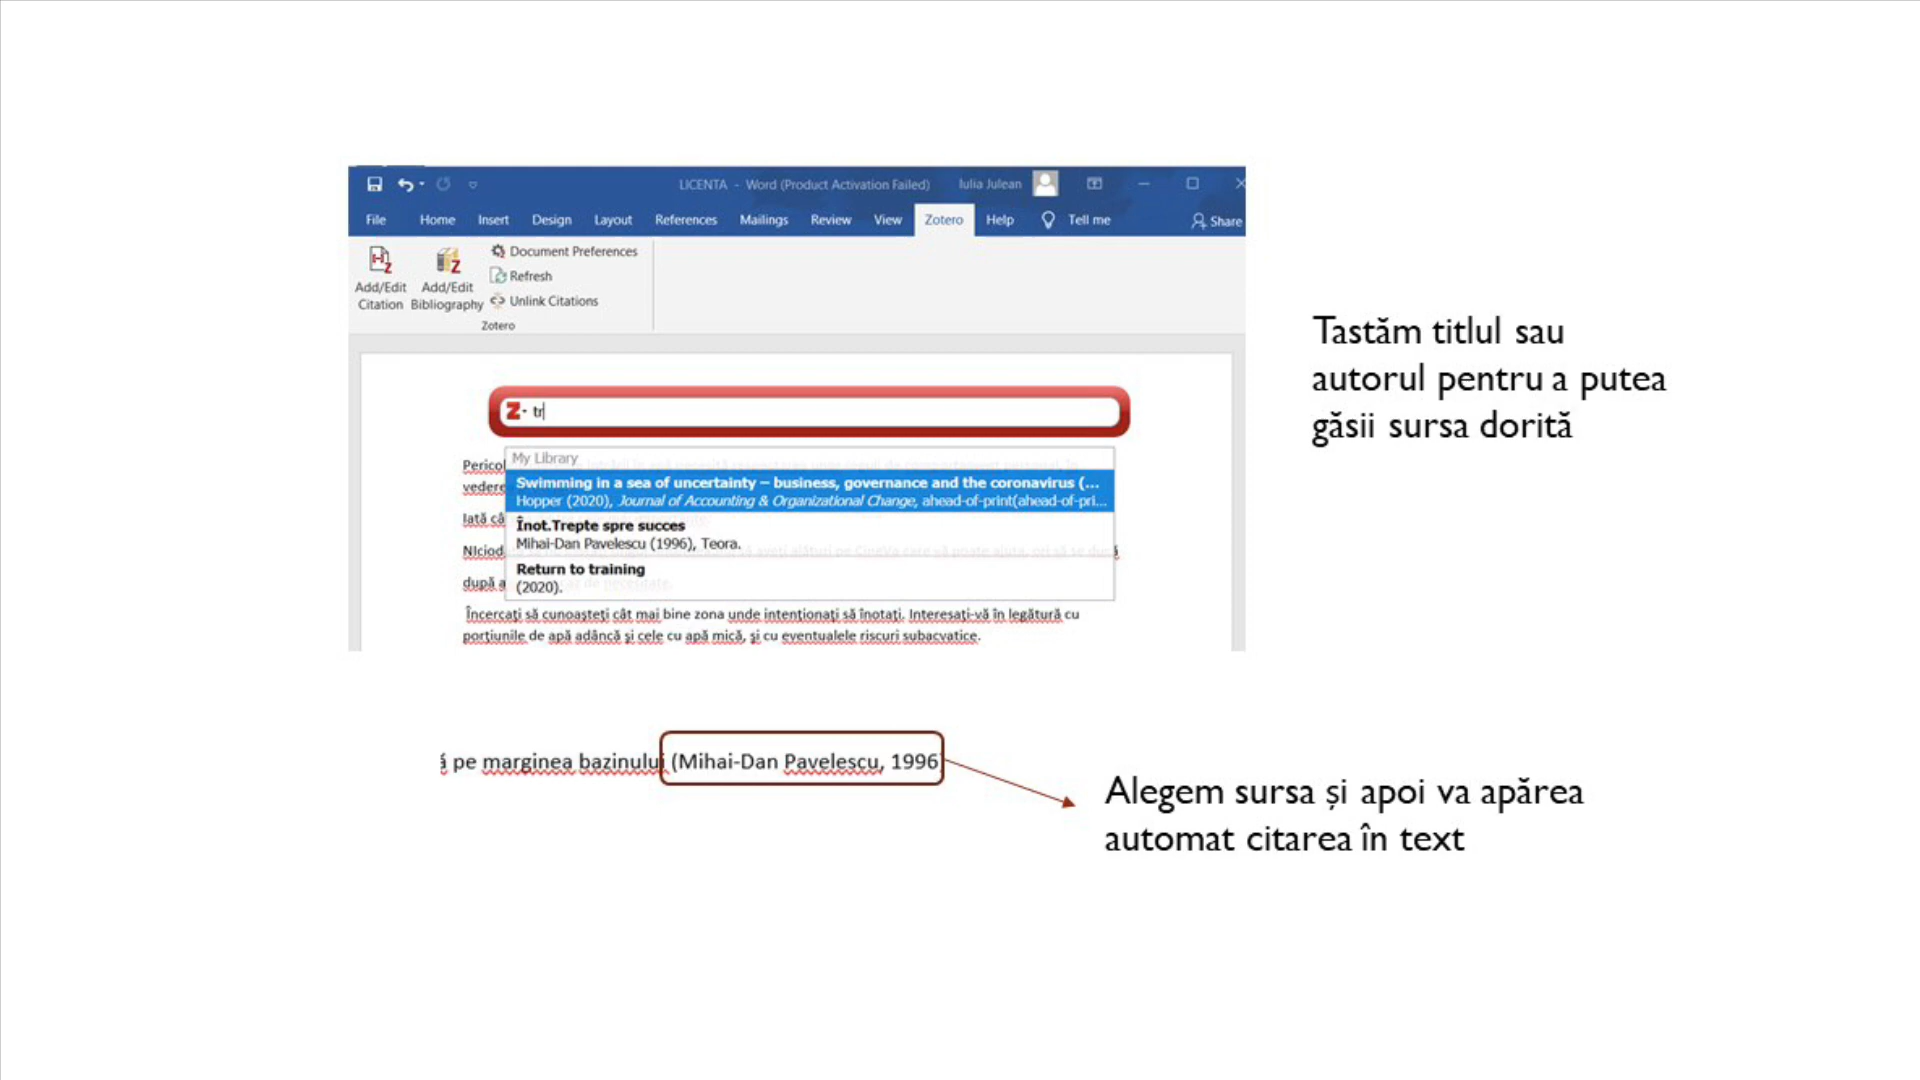 LICENTA - Word (Product Activation Failed) Iulia Julean
File Home Insert Design Layout References Mailings Review View Zotero Help Tell me Share
Add/Edit Citation
Add/Edit Bibliography
Document Preferences
Refresh
Unlink Citations
Zotero
Z tr
My Library
Swimming in a sea of uncertainty – business, governance and the coronavirus (...
Hopper (2020), Journal of Accounting & Organizational Change, ahead-of-print(ahead-of-pri...
Înot.Trepte spre succes
Mihai-Dan Pavelescu (1996), Teora.
Return to training
(2020).
Pericol
vedere
Iată câ
NIciod
după a
Încercați să cunoașteți cât mai bine zona unde intenționați să înotați. Interesați-vă în legătură cu
porțiunile de apă adâncă și cele cu apă mică, și cu eventualele riscuri subacvatice.
Tastăm titlul sau
autorul pentru a putea
găsii sursa dorită
ă pe marginea bazinului (Mihai-Dan Pavelescu, 1996)
Alegem sursa și apoi va apărea
automat citarea în text